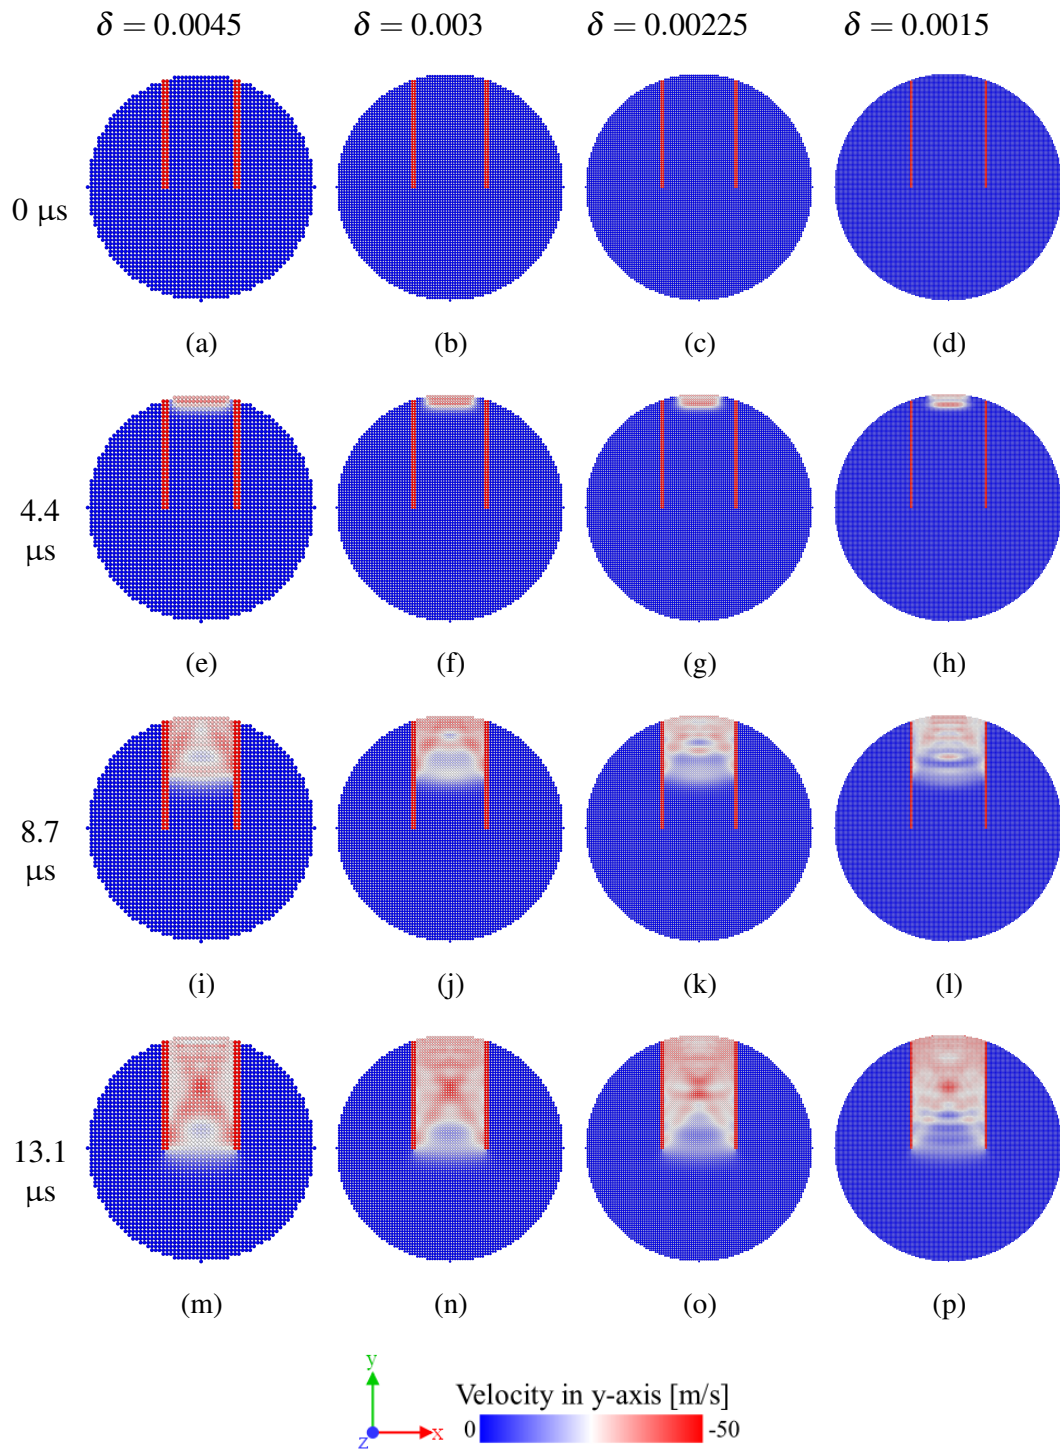 δ = 0.0045 δ = 0.003 δ = 0.00225 δ = 0.0015
0 μs
(a) (b) (c) (d)
4.4
μs
(e) (f) (g) (h)
8.7
μs
(i) (j) (k) (l)
13.1
μs
(m) (n) (o) (p)
y
Velocity in y-axis [m/s]
z x 0 -50